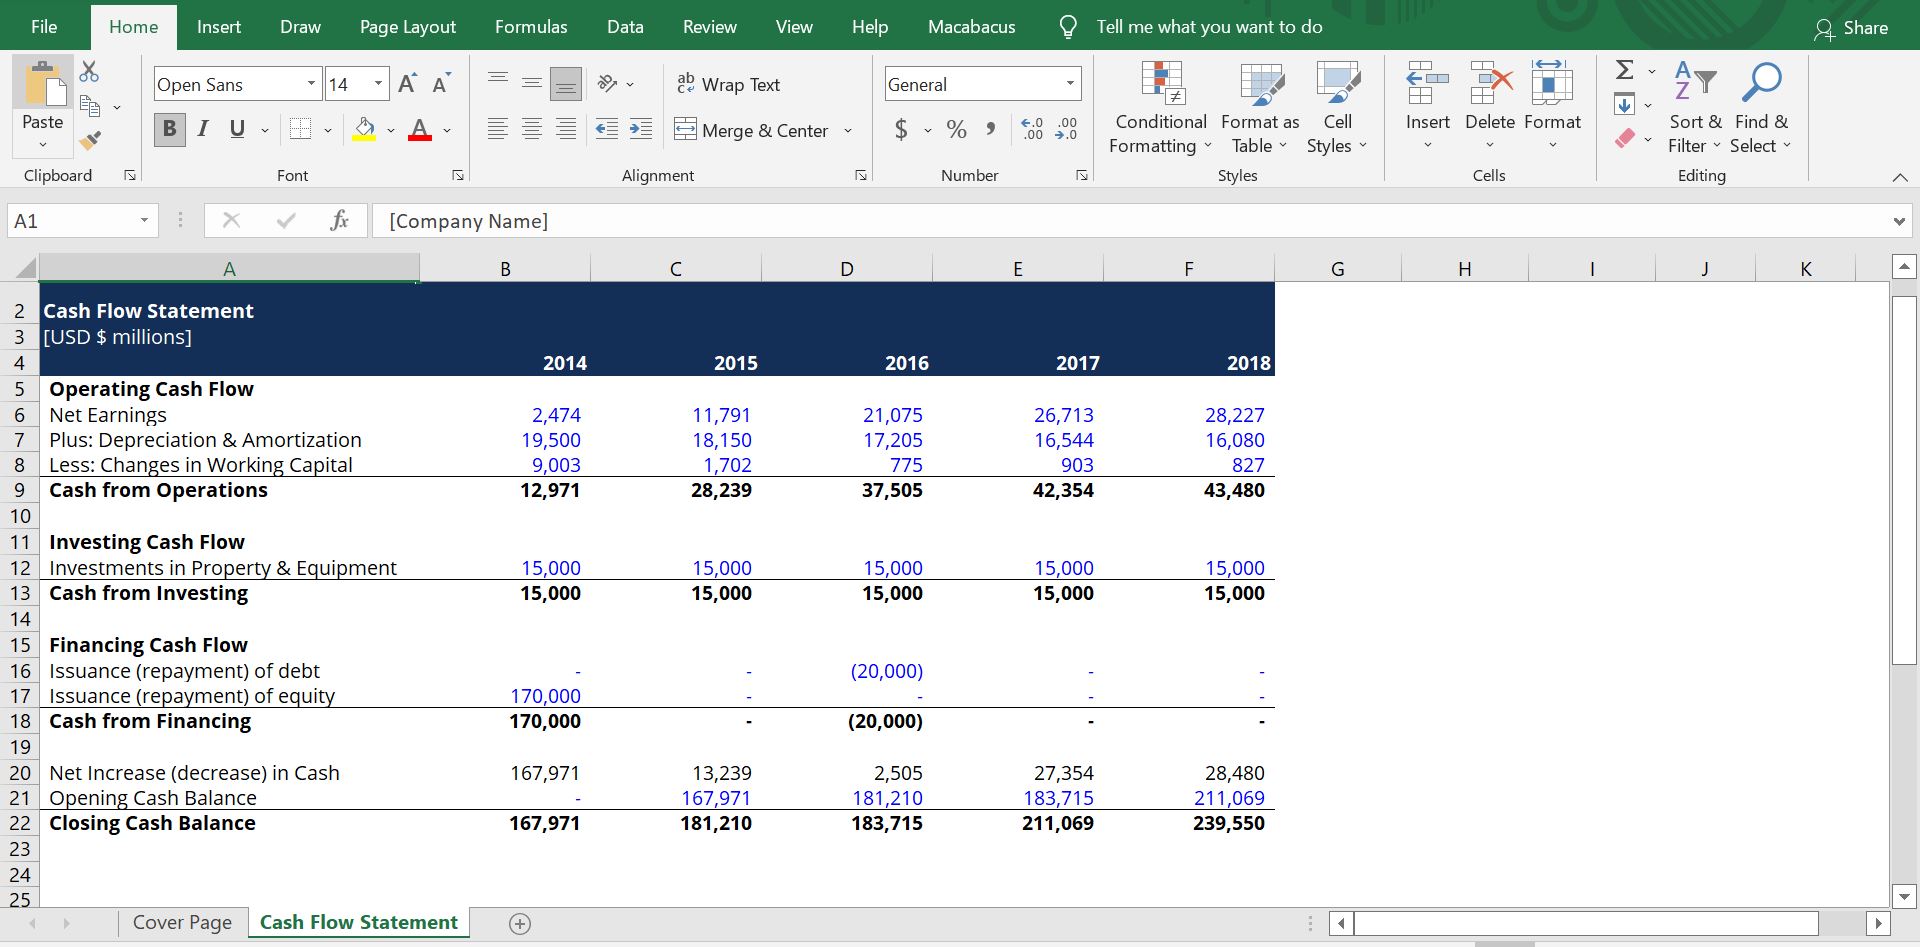 File Home Insert Draw Page Layout Formulas Data Review View Help Macabacus Tell me what you want to do Share
Open Sans 14 A A ab c Wrap Text General
Paste B I U A Merge & Center $ % , .0 .00 .00 .0 Conditional Formatting Format as Table Cell Styles Insert Delete Format Σ A Z Sort & Filter Find & Select
Clipboard Font Alignment Number Styles Cells Editing
A1 fx [Company Name]
A B C D E F G H I J K
2 Cash Flow Statement
3 [USD $ millions]
4 2014 2015 2016 2017 2018
5 Operating Cash Flow
6 Net Earnings 2,474 11,791 21,075 26,713 28,227
7 Plus: Depreciation & Amortization 19,500 18,150 17,205 16,544 16,080
8 Less: Changes in Working Capital 9,003 1,702 775 903 827
9 Cash from Operations 12,971 28,239 37,505 42,354 43,480
10
11 Investing Cash Flow
12 Investments in Property & Equipment 15,000 15,000 15,000 15,000 15,000
13 Cash from Investing 15,000 15,000 15,000 15,000 15,000
14
15 Financing Cash Flow
16 Issuance (repayment) of debt - - (20,000) - -
17 Issuance (repayment) of equity 170,000 - - - -
18 Cash from Financing 170,000 - (20,000) - -
19
20 Net Increase (decrease) in Cash 167,971 13,239 2,505 27,354 28,480
21 Opening Cash Balance - 167,971 181,210 183,715 211,069
22 Closing Cash Balance 167,971 181,210 183,715 211,069 239,550
23
24
25
Cover Page Cash Flow Statement